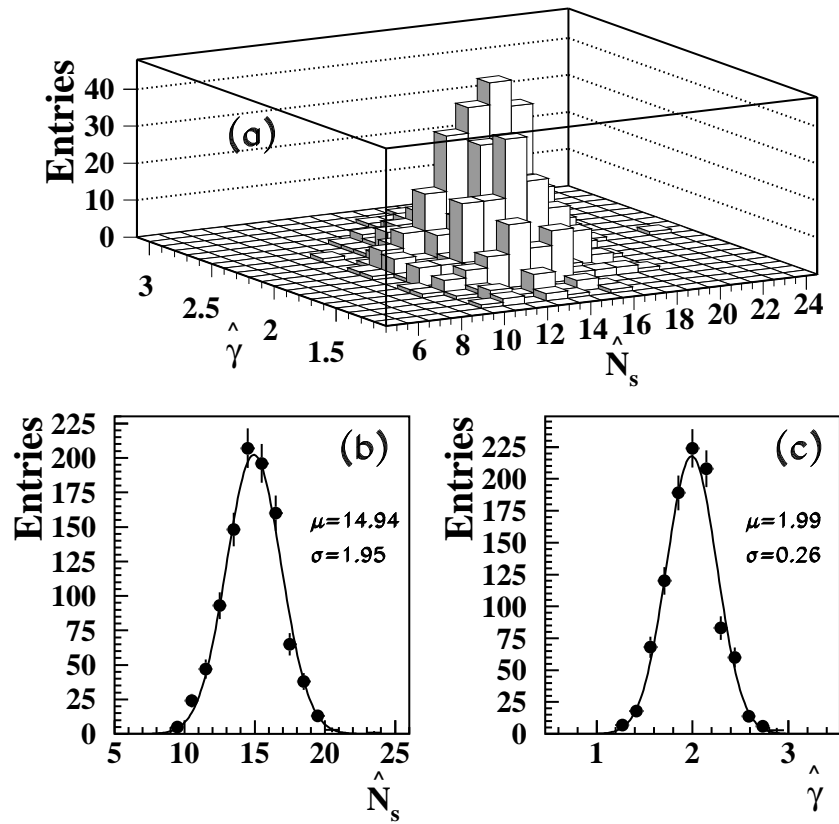 Entries
(a)
40
30
20
10
0
3
2.5
2
1.5
γ̂
6 8 10 12 14 16 18 20 22 24
N̂s
Entries
(b)
225
200
175
150
125
100
75
50
25
0
μ=14.94
σ=1.95
5 10 15 20 25
N̂s
Entries
(c)
225
200
175
150
125
100
75
50
25
0
μ=1.99
σ=0.26
1 2 3
γ̂